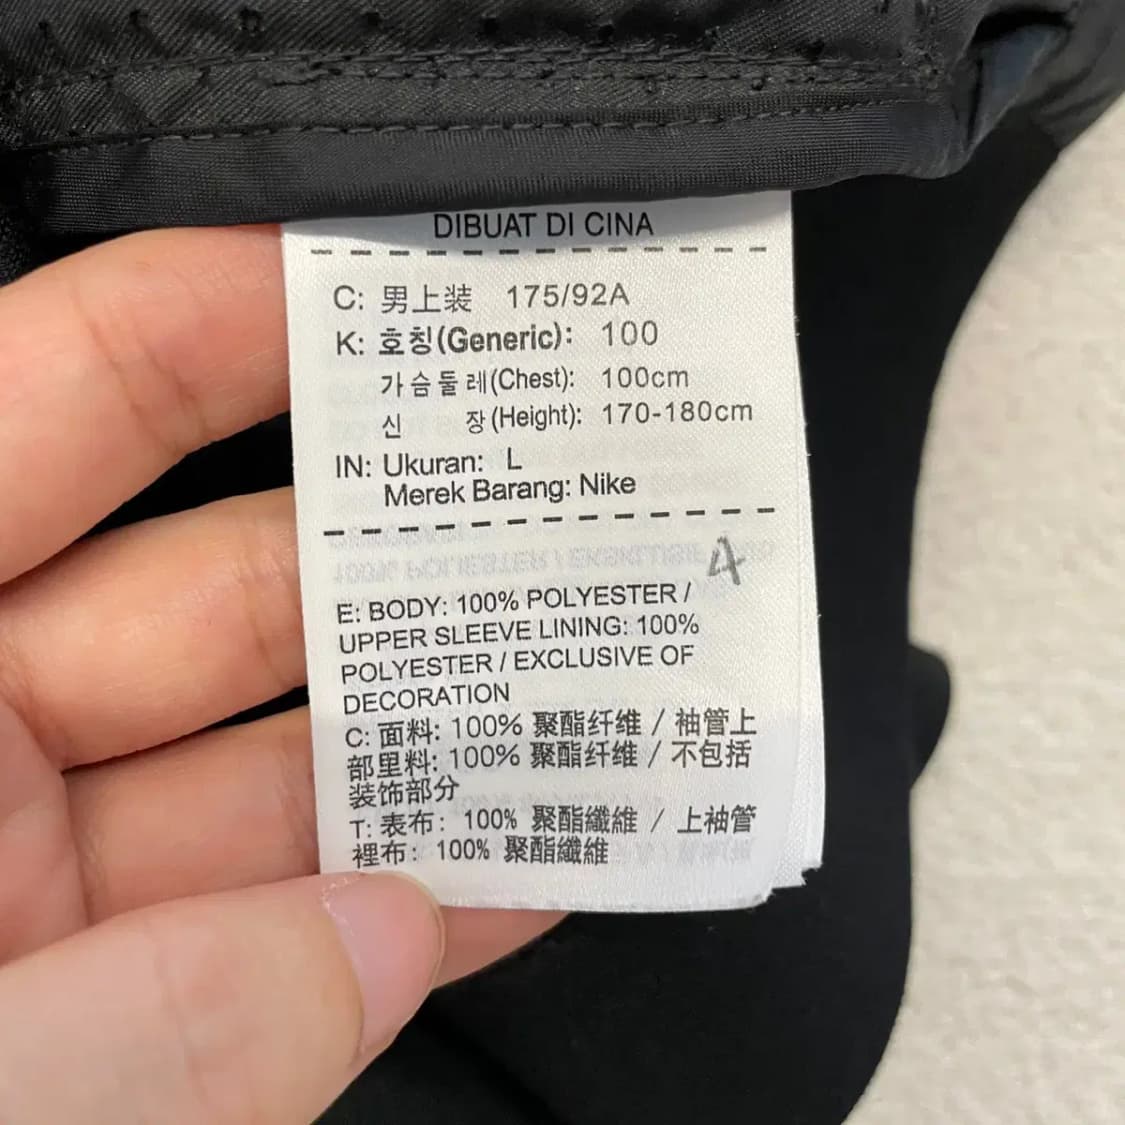 DIBUAT DI CINA
C: 男上装 175/92A
K: 호칭(Generic): 100
가슴둘레(Chest): 100cm
신 장(Height): 170-180cm
IN: Ukuran: L
Merek Barang: Nike
4
E: BODY: 100% POLYESTER /
UPPER SLEEVE LINING: 100%
POLYESTER / EXCLUSIVE OF
DECORATION
C: 面料: 100% 聚酯纤维 / 袖管上
部里料: 100% 聚酯纤维 / 不包括
装饰部分
T: 表布: 100% 聚酯纖維 / 上袖管
裡布: 100% 聚酯纖維